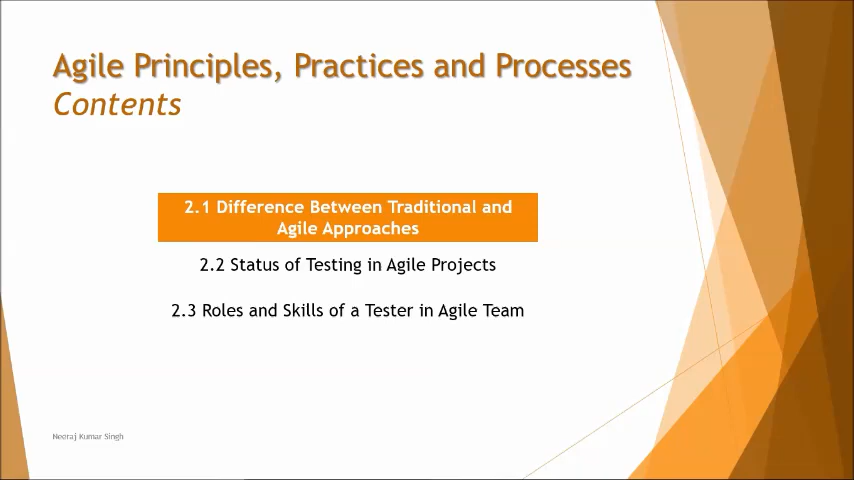 Agile Principles, Practices and Processes
Contents
2.1 Difference Between Traditional and
Agile Approaches
2.2 Status of Testing in Agile Projects
2.3 Roles and Skills of a Tester in Agile Team
Neeraj Kumar Singh